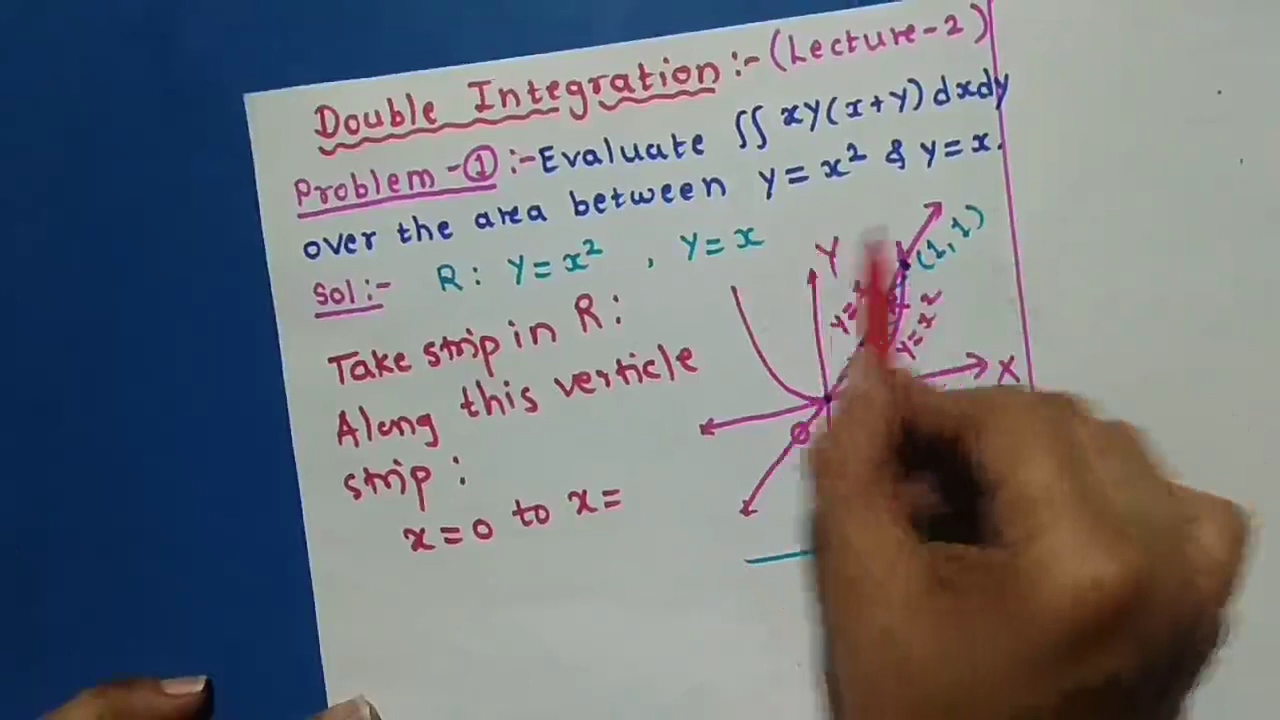 Double Integration :- (Lecture-2)
Problem-① :- Evaluate ∬ xy(x+y) dxdy
over the area between y = x² & y = x.
Sol :- R : y = x² , y = x
Take strip in R :
Along this verticle
strip :
x = 0 to x =
Y
(1,1)
y = x²
X
O